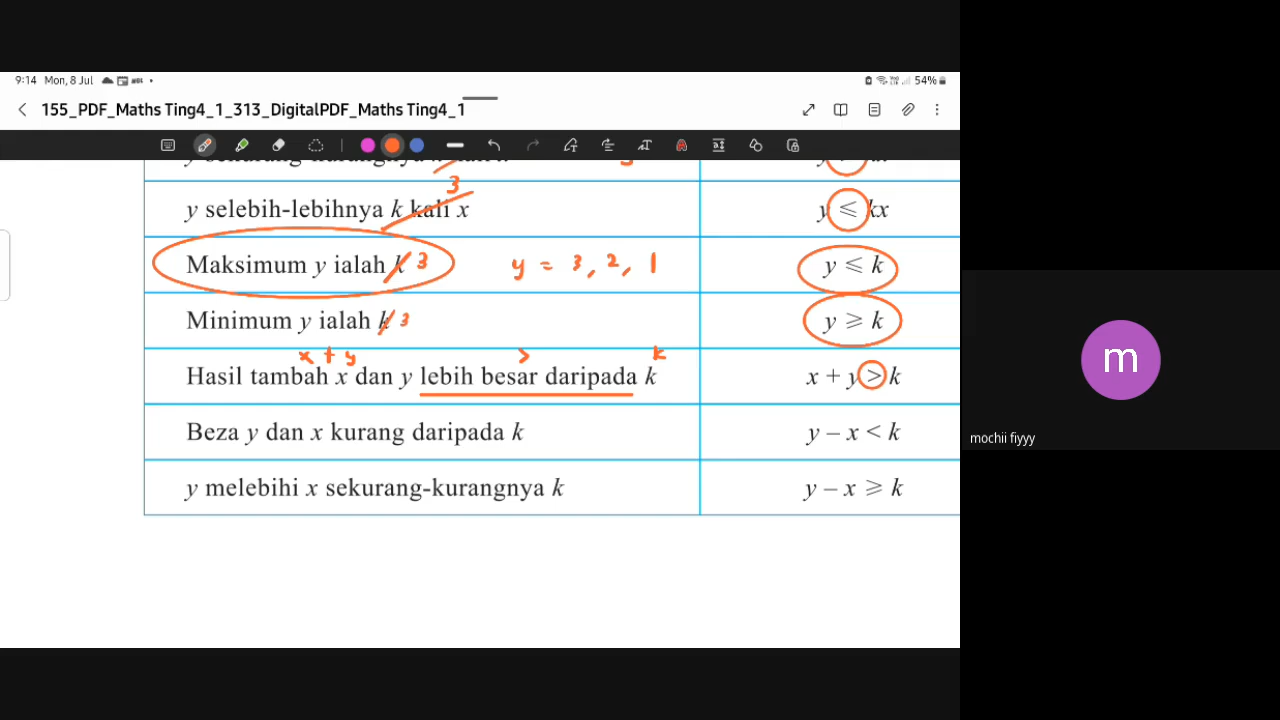 9:14 Mon, 8 Jul 54%
155_PDF_Maths Ting4_1_313_DigitalPDF_Maths Ting4_1
3
y selebih-lebihnya k kali x y ⩽ kx
Maksimum y ialah k 3 y = 3, 2, 1 y ⩽ k
Minimum y ialah k 3 y ⩾ k
x + y > k
Hasil tambah x dan y lebih besar daripada k x + y > k
Beza y dan x kurang daripada k y – x < k
y melebihi x sekurang-kurangnya k y – x ⩾ k
m
mochii fiyyy